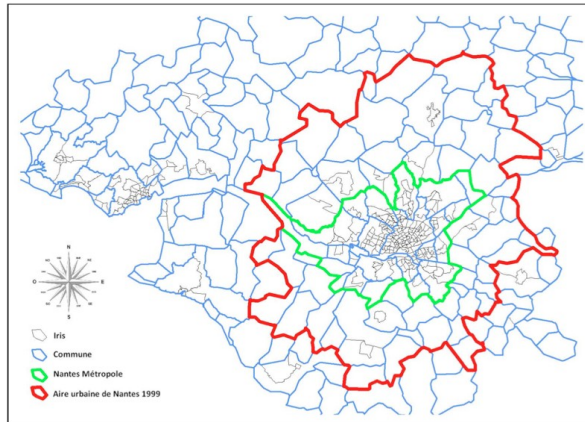 N
O
E
S
Iris
Commune
Nantes Métropole
Aire urbaine de Nantes 1999